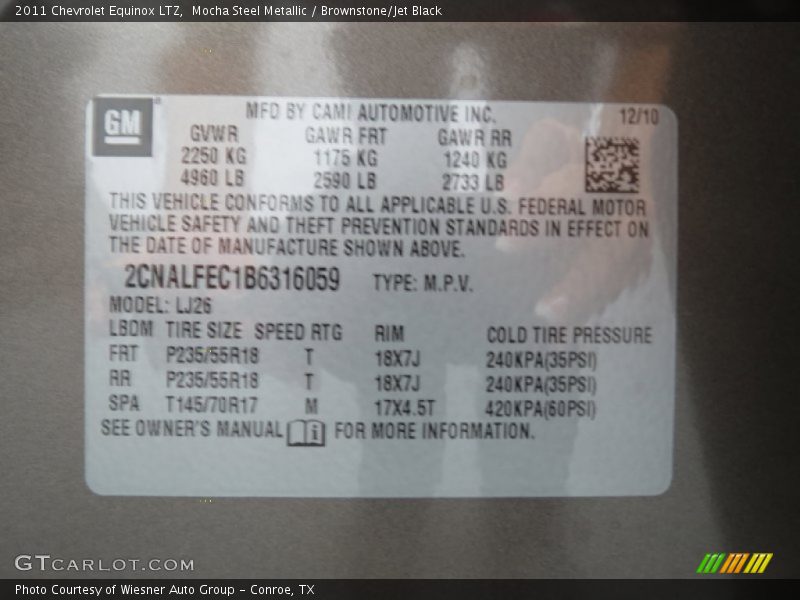 2011 Chevrolet Equinox LTZ, Mocha Steel Metallic / Brownstone/Jet Black
GM
MFD BY CAMI AUTOMOTIVE INC. 12/10
GVWR GAWR FRT GAWR RR
2250 KG 1175 KG 1240 KG
4960 LB 2590 LB 2733 LB
THIS VEHICLE CONFORMS TO ALL APPLICABLE U.S. FEDERAL MOTOR
VEHICLE SAFETY AND THEFT PREVENTION STANDARDS IN EFFECT ON
THE DATE OF MANUFACTURE SHOWN ABOVE.
2CNALFEC1B6316059 TYPE: M.P.V.
MODEL: LJ26
LBDM TIRE SIZE SPEED RTG RIM COLD TIRE PRESSURE
FRT P235/55R18 T 18X7J 240KPA(35PSI)
RR P235/55R18 T 18X7J 240KPA(35PSI)
SPA T145/70R17 M 17X4.5T 420KPA(60PSI)
SEE OWNER'S MANUAL i FOR MORE INFORMATION.
GTCARLOT.COM
Photo Courtesy of Wiesner Auto Group - Conroe, TX